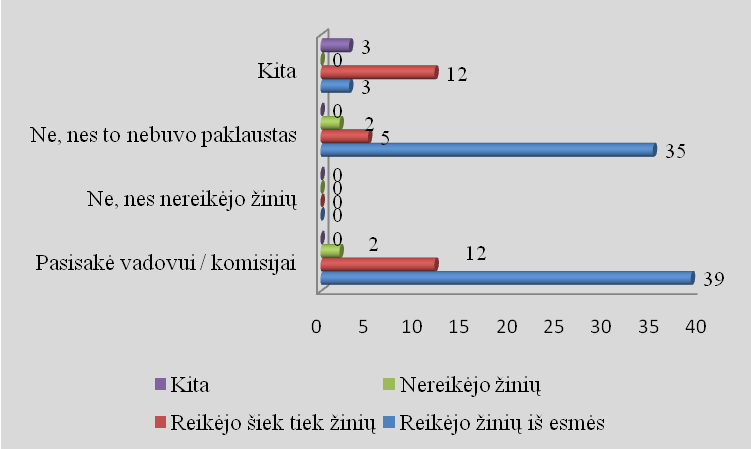 3
0
Kita
12
3
0
2
Ne, nes to nebuvo paklaustas
5
35
0
0
Ne, nes nereikėjo žinių
0
0
0
2
12
Pasisakė vadovui / komisijai
39
0 5 10 15 20 25 30 35 40
Kita Nereikėjo žinių
Reikėjo šiek tiek žinių Reikėjo žinių iš esmės